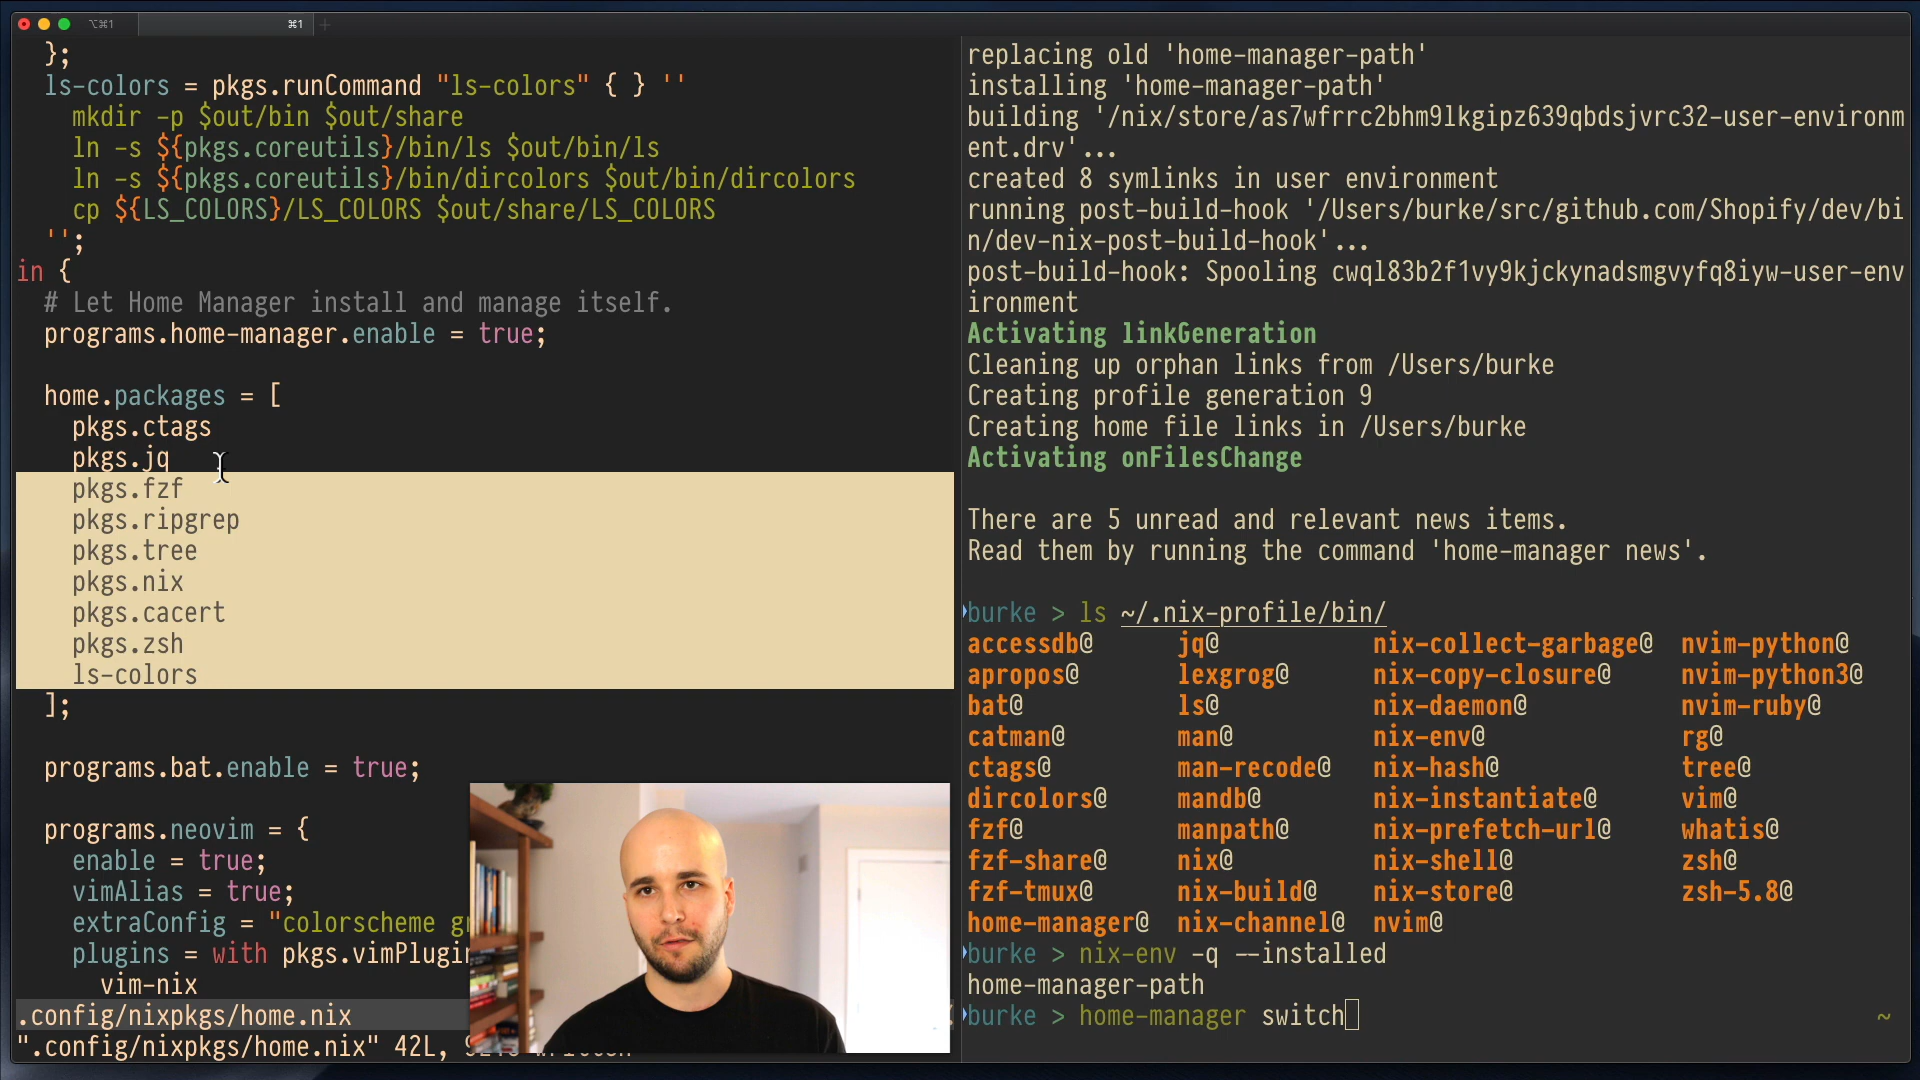 ⌥⌘1
⌘1
};
ls-colors = pkgs.runCommand "ls-colors" { } ''
mkdir -p $out/bin $out/share
ln -s ${pkgs.coreutils}/bin/ls $out/bin/ls
ln -s ${pkgs.coreutils}/bin/dircolors $out/bin/dircolors
cp ${LS_COLORS}/LS_COLORS $out/share/LS_COLORS
'';
in {
# Let Home Manager install and manage itself.
programs.home-manager.enable = true;
home.packages = [
pkgs.ctags
pkgs.jq
pkgs.fzf
pkgs.ripgrep
pkgs.tree
pkgs.nix
pkgs.cacert
pkgs.zsh
ls-colors
];
programs.bat.enable = true;
programs.neovim = {
enable = true;
vimAlias = true;
extraConfig = "colorscheme
plugins = with
vim-nix
.config/nixpkgs/home.nix
".config/nixpkgs/home.nix" 42L,
replacing old 'home-manager-path'
installing 'home-manager-path'
building '/nix/store/as7wfrrc2bhm9lkgipz639qbdsjvrc32-user-environm
ent.drv'...
created 8 symlinks in user environment
running post-build-hook '/Users/burke/src/github.com/Shopify/dev/bi
n/dev-nix-post-build-hook'...
post-build-hook: Spooling cwql83b2f1vy9kjckynadsmgvyfq8iyw-user-env
ironment
Activating linkGeneration
Cleaning up orphan links from /Users/burke
Creating profile generation 9
Creating home file links in /Users/burke
Activating onFilesChange
There are 5 unread and relevant news items.
Read them by running the command 'home-manager news'.
burke > ls ~/.nix-profile/bin/
accessdb@ jq@ nix-collect-garbage@ nvim-python@
apropos@ lexgrog@ nix-copy-closure@ nvim-python3@
bat@ ls@ nix-daemon@ nvim-ruby@
catman@ man@ nix-env@ rg@
ctags@ man-recode@ nix-hash@ tree@
dircolors@ mandb@ nix-instantiate@ vim@
fzf@ manpath@ nix-prefetch-url@ whatis@
fzf-share@ nix@ nix-shell@ zsh@
fzf-tmux@ nix-build@ nix-store@ zsh-5.8@
home-manager@ nix-channel@ nvim@
burke > nix-env -q --installed
home-manager-path
burke > home-manager switch ~